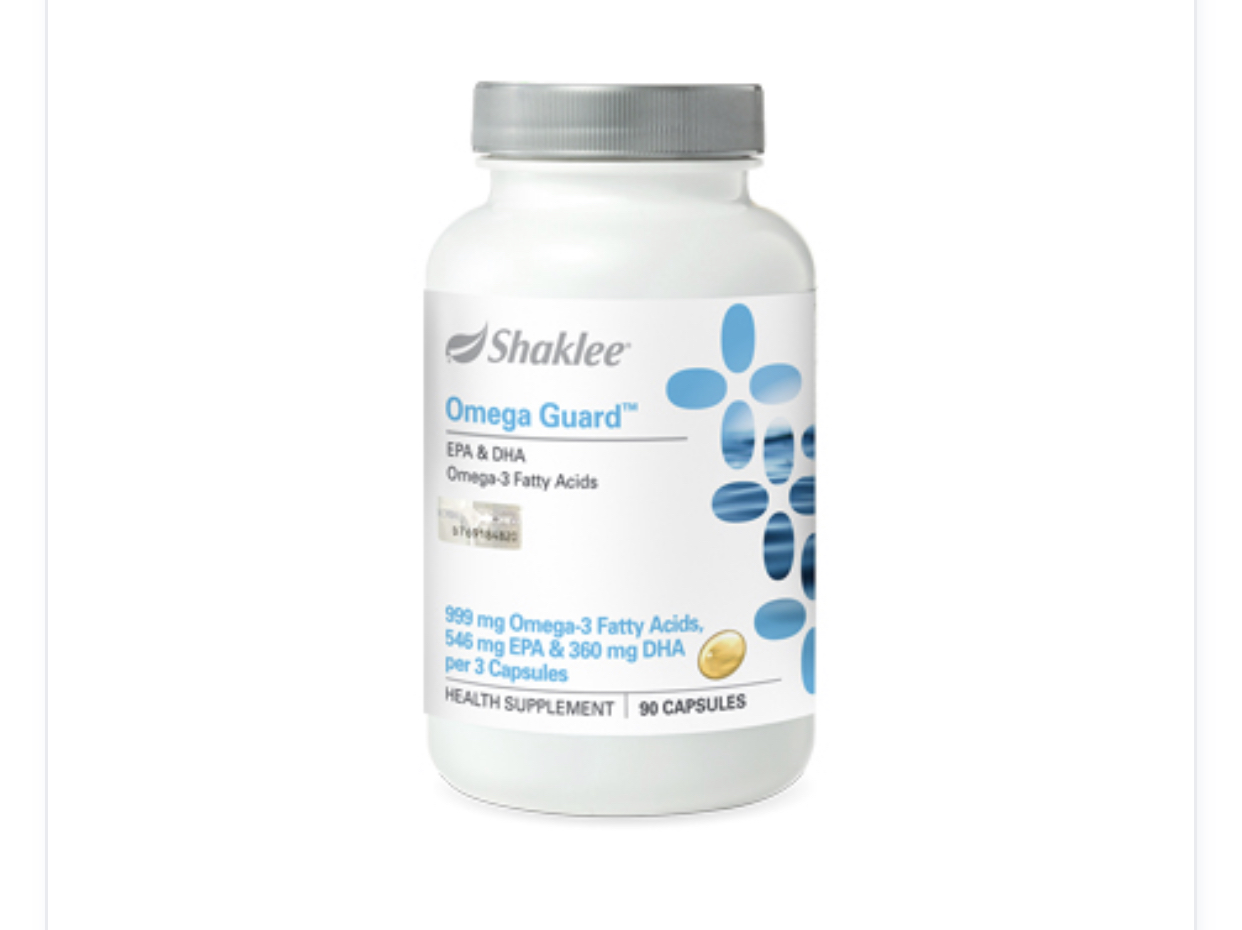 Shaklee
Omega Guard™
EPA & DHA
Omega-3 Fatty Acids
999 mg Omega-3 Fatty Acids,
546 mg EPA & 360 mg DHA
per 3 Capsules
HEALTH SUPPLEMENT | 90 CAPSULES